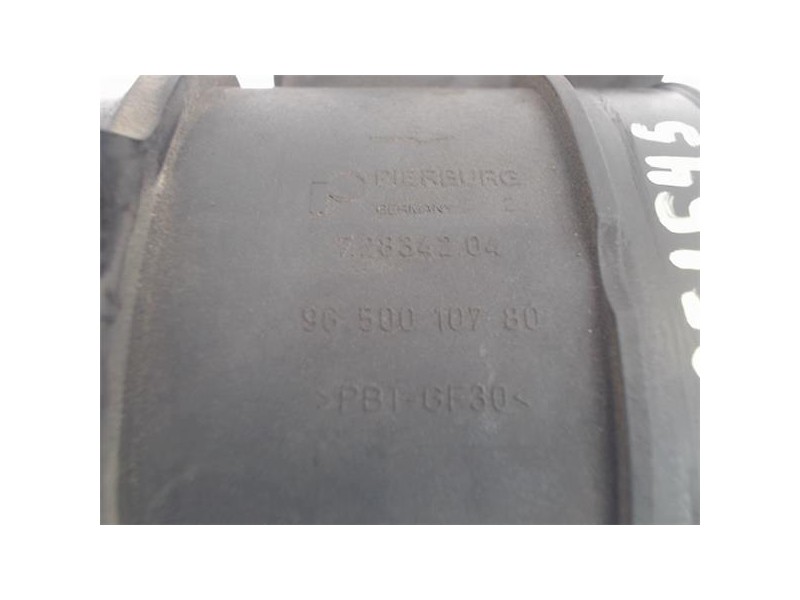 PIERBURG
GERMANY
7.28342.04
96 500 107 80
>PBT-GF30<